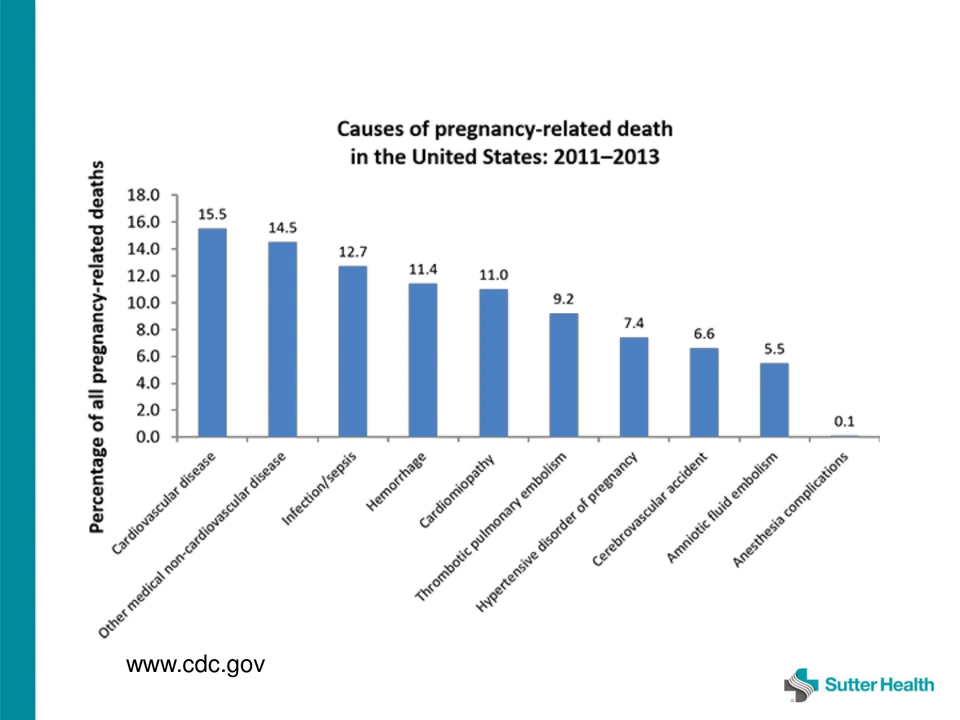 Causes of pregnancy-related death
in the United States: 2011–2013
Percentage of all pregnancy-related deaths
18.0
16.0
14.0
12.0
10.0
8.0
6.0
4.0
2.0
0.0
15.5
14.5
12.7
11.4
11.0
9.2
7.4
6.6
5.5
0.1
Cardiovascular disease
Other medical non-cardiovascular disease
Infection/sepsis
Hemorrhage
Cardiomiopathy
Thrombotic pulmonary embolism
Hypertensive disorder of pregnancy
Cerebrovascular accident
Amniotic fluid embolism
Anesthesia complications
www.cdc.gov
Sutter Health